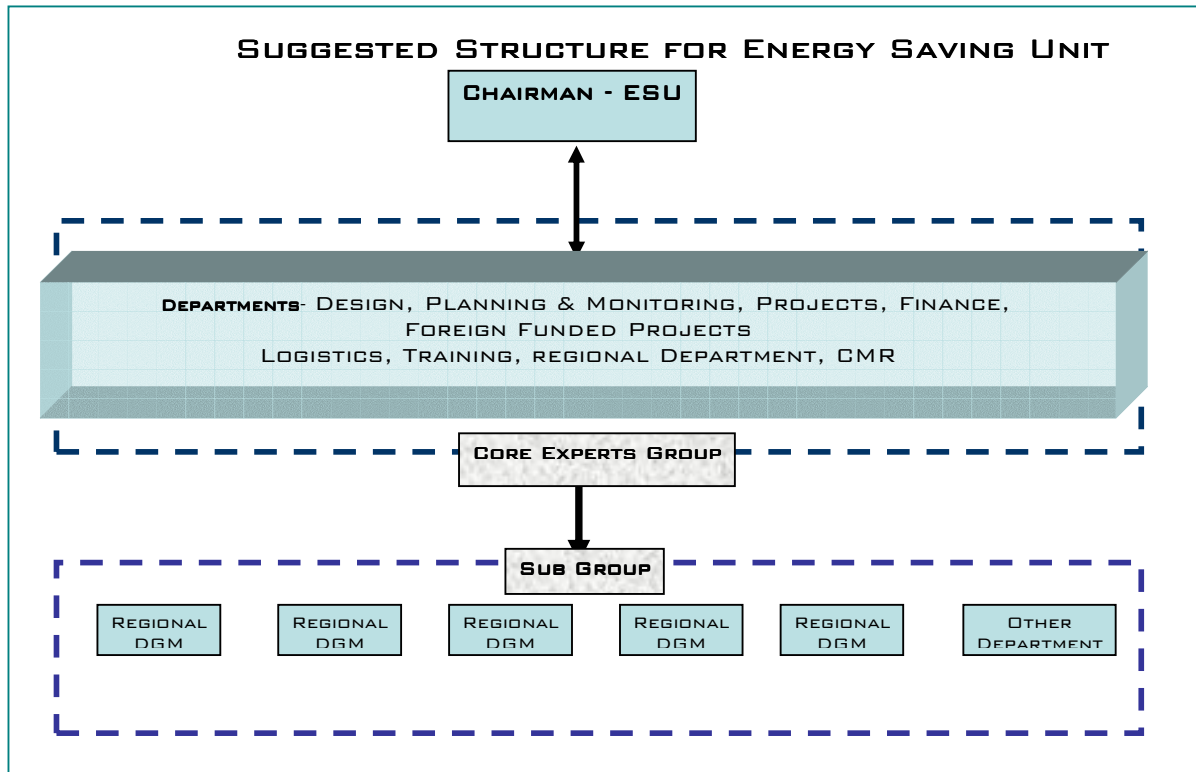 Suggested Structure for Energy Saving Unit
Chairman - ESU
Departments- Design, Planning & Monitoring, Projects, Finance,
Foreign Funded Projects
Logistics, Training, regional Department, CMR
Core Experts Group
Sub Group
Regional
DGM
Regional
DGM
Regional
DGM
Regional
DGM
Regional
DGM
Other
Department